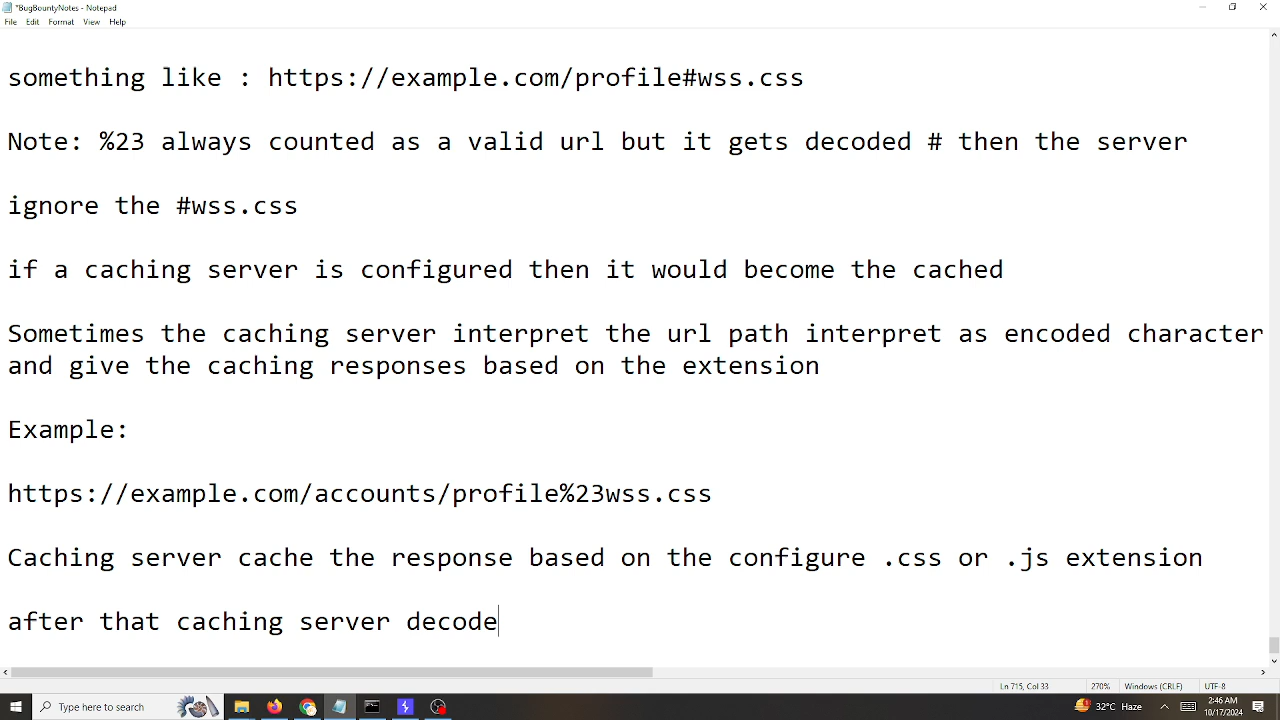 *BugBountyNotes - Notepad
File Edit Format View Help
something like : https://example.com/profile#wss.css
Note: %23 always counted as a valid url but it gets decoded # then the server
ignore the #wss.css
if a caching server is configured then it would become the cached
Sometimes the caching server interpret the url path interpret as encoded character
and give the caching responses based on the extension
Example:
https://example.com/accounts/profile%23wss.css
Caching server cache the response based on the configure .css or .js extension
after that caching server decode
Ln 715, Col 33 270% Windows (CRLF) UTF-8
Type here to search
32°C Haze
2:46 AM
10/17/2024